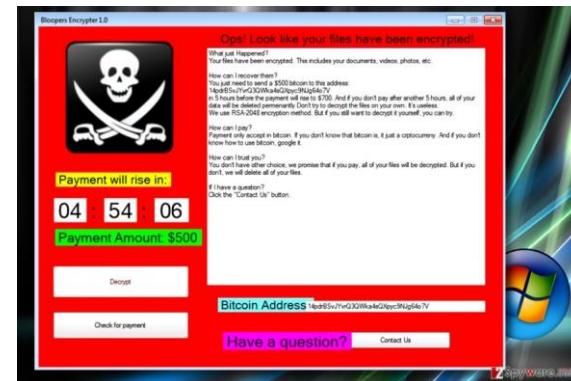 Bloopers Encrypter 1.0
Ops! Look like your files have been encrypted!
What just Happened?
Your files have been encrypted. This includes your documents, videos, photos, etc.
How can I recover them?
You just need to send a $500 bitcoin to this address:
in 5 hours before the payment will rise to $700. And if you don't pay after another 5 hours, all of your
data will be deleted permenantly Don't try to decrypt the files on your own. It's useless.
We use RSA-2048 encryption method. But if you still want to decrypt it yourself, you can try.
How can I pay?
Payment only accept in bitcoin. If you don't know that bitcoin is, it just a criptocurreny. And if you don't
know how to use bitcoin, google it.
How can I trust you?
You don't have other choice, we promise that if you pay, all of your files will be decrypted. But if you
don't, we will delete all of your files.
If I have a question?
Click the "Contact Us" button.
Payment will rise in:
04 : 54 : 06
Payment Amount: $500
Decrypt
Check for payment
Bitcoin Address
Have a question?
Contact Us